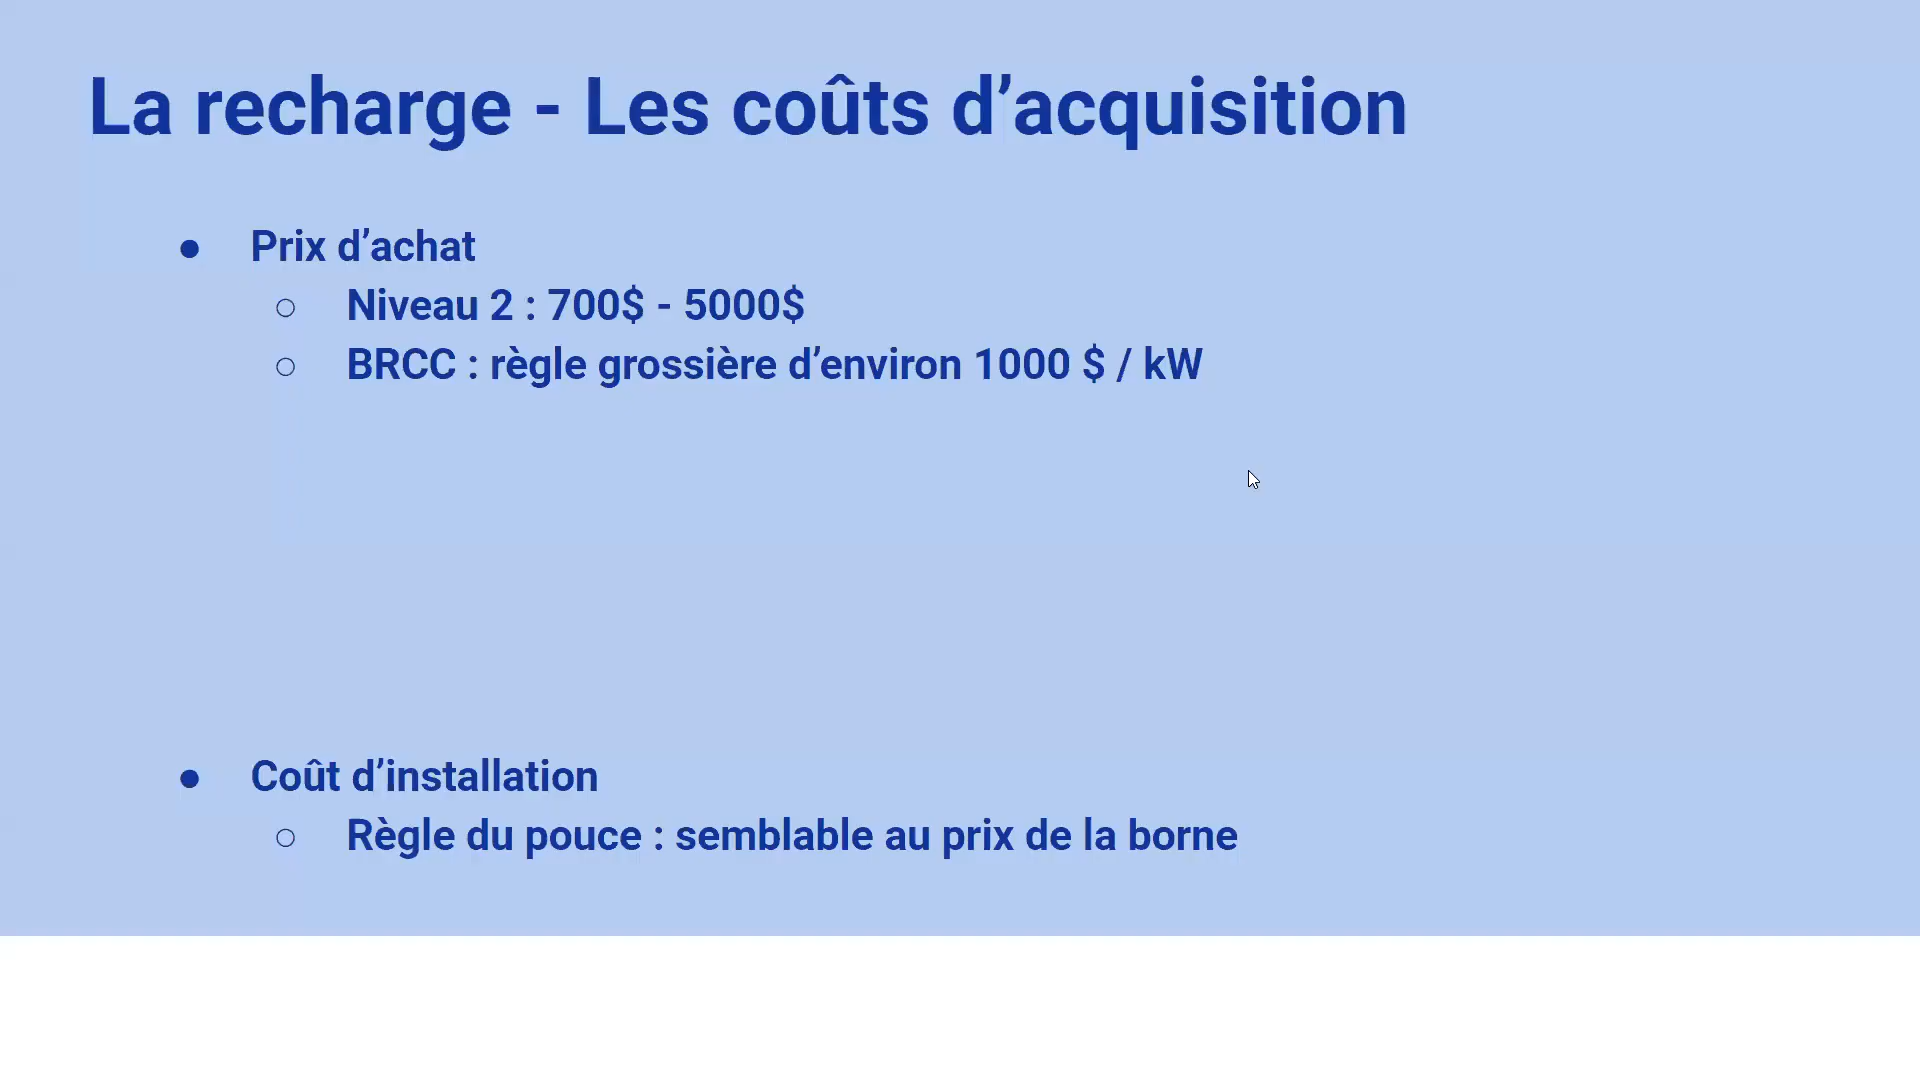 La recharge - Les coûts d’acquisition
● Prix d’achat
○ Niveau 2 : 700$ - 5000$
○ BRCC : règle grossière d’environ 1000 $ / kW
● Coût d’installation
○ Règle du pouce : semblable au prix de la borne